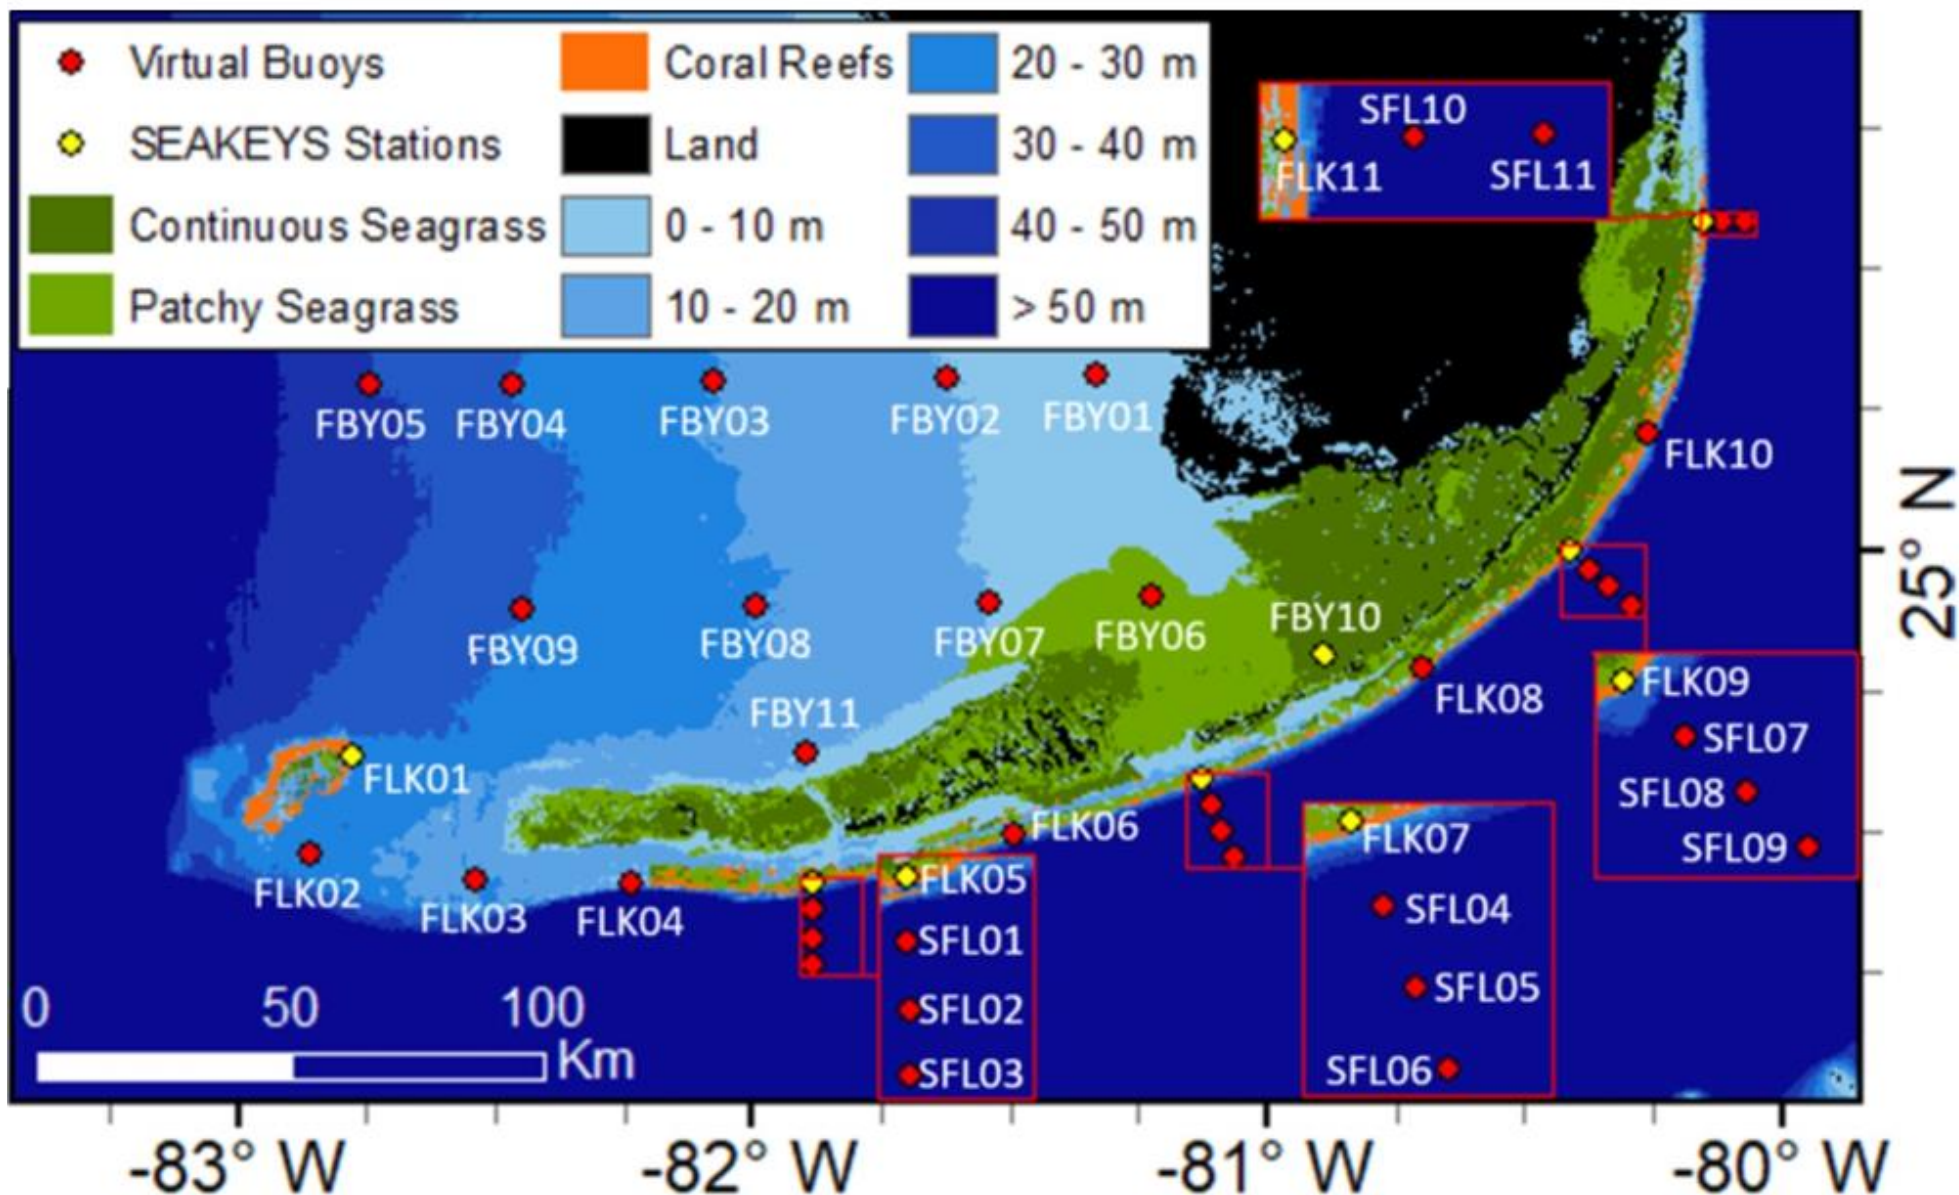 Virtual Buoys
SEAKEYS Stations
Continuous Seagrass
Patchy Seagrass
Coral Reefs
Land
0 - 10 m
10 - 20 m
20 - 30 m
30 - 40 m
40 - 50 m
> 50 m
SFL10
FLK11
SFL11
FBY05
FBY04
FBY03
FBY02
FBY01
FLK10
25° N
FBY09
FBY08
FBY07
FBY06
FBY10
FLK08
FBY11
FLK01
FLK09
SFL07
SFL08
SFL09
FLK02
FLK03
FLK04
FLK06
FLK05
SFL01
SFL02
SFL03
FLK07
SFL04
SFL05
SFL06
0 50 100
Km
-83° W -82° W -81° W -80° W